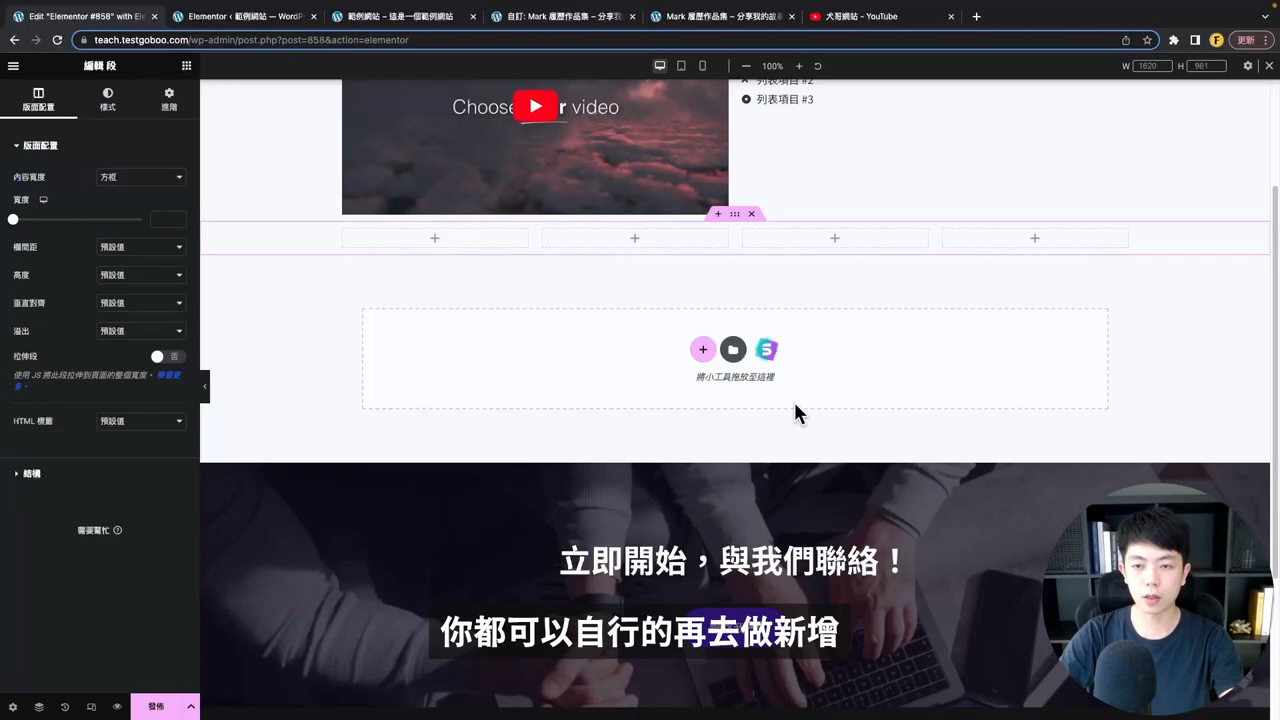 Edit "Elementor #858" with Ele
Elementor ‹ 範例網站 — WordPr
範例網站 – 這是一個範例網站
自訂: Mark 履歷作品集 – 分享我
Mark 履歷作品集 – 分享我的故
犬哥網站 - YouTube
teach.testgoboo.com/wp-admin/post.php?post=858&action=elementor
更新
編輯 段
100%
W 1620 H 961
版面配置
樣式
進階
版面配置
內容寬度 方框
寬度
欄間距 預設值
高度 預設值
垂直對齊 預設值
溢出 預設值
拉伸段 否
使用 JS 將此段拉伸到頁面的整個寬度。學習更多。
HTML 標籤 預設值
結構
需要幫忙
發佈
Choose
r video
列表項目 #2
列表項目 #3
將小工具拖放至這裡
立即開始，與我們聯絡！
你都可以自行的再去做新增